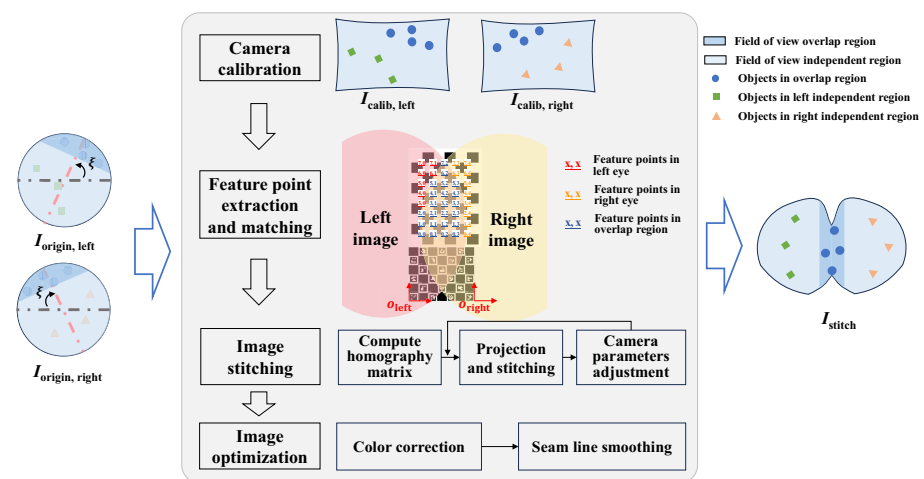 Camera
calibration
I calib, left
I calib, right
Field of view overlap region
Field of view independent region
Objects in overlap region
Objects in left independent region
Objects in right independent region
ξ
I origin, left
ξ
I origin, right
Feature point
extraction
and matching
Left
image
Right
image
o left
o right
x, x Feature points in
left eye
x, x Feature points in
right eye
x, x Feature points in
overlap region
I stitch
Image
stitching
Compute
homography
matrix
Projection
and stitching
Camera
parameters
adjustment
Image
optimization
Color correction
Seam line smoothing